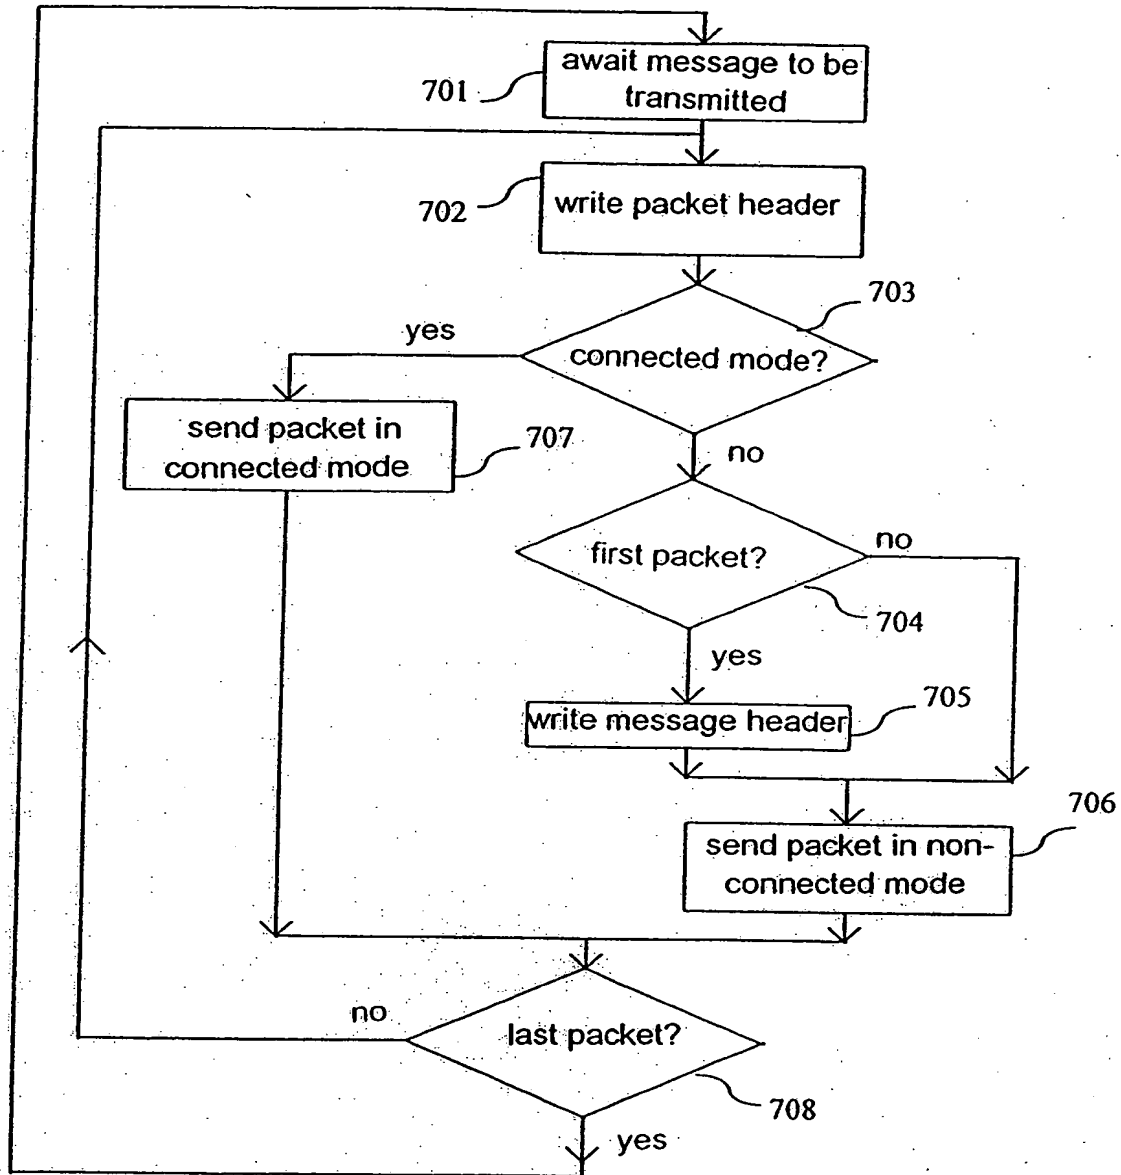 await message to be
transmitted
701
write packet header
702
703
yes
connected mode?
send packet in
connected mode
707
no
first packet?
no
704
yes
write message header
705
706
send packet in non-
connected mode
no
last packet?
708
yes